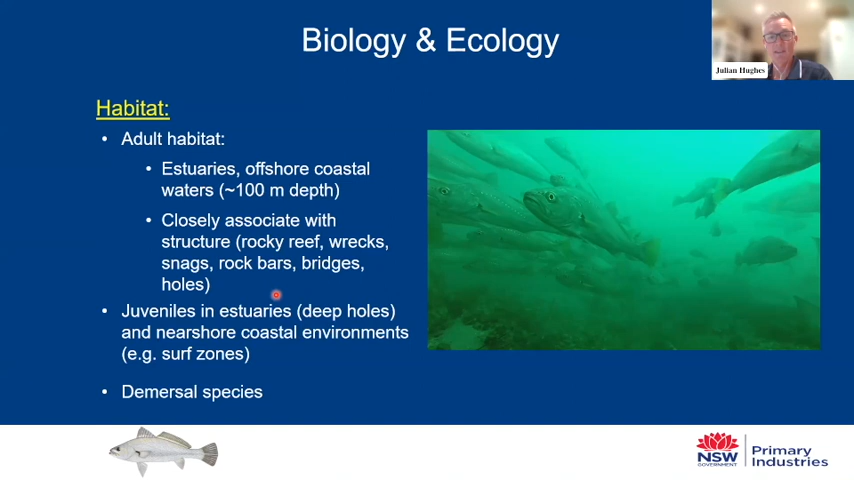 Biology & Ecology
Julian Hughes
Habitat:
• Adult habitat:
• Estuaries, offshore coastal
waters (~100 m depth)
• Closely associate with
structure (rocky reef, wrecks,
snags, rock bars, bridges,
holes)
• Juveniles in estuaries (deep holes)
and nearshore coastal environments
(e.g. surf zones)
• Demersal species
NSW
GOVERNMENT
Primary
Industries